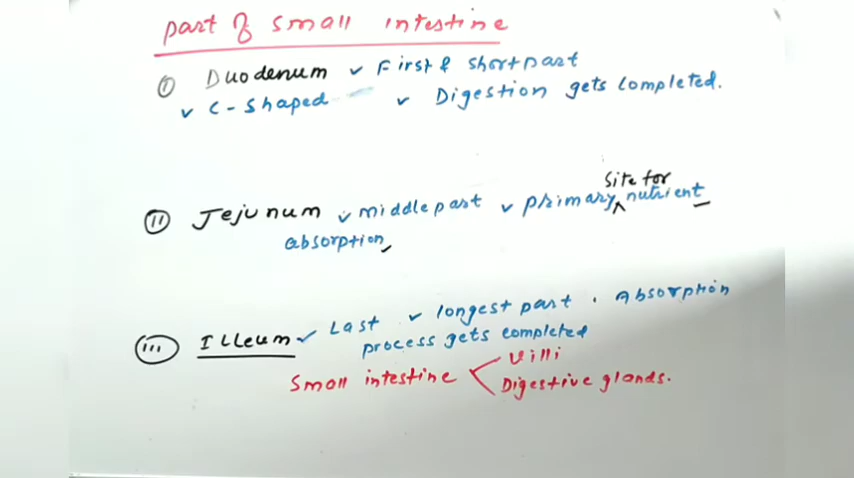 part of small intestine
(i) Duodenum ✓ First & short part
✓ C - shaped ✓ Digestion gets completed.
(ii) Jejunum ✓ middle part ✓ primary ^ site for nutrient
absorption
(iii) Illeum ✓ Last ✓ longest part . Absorption
process gets completed
Small intestine < Villi
Digestive glands.